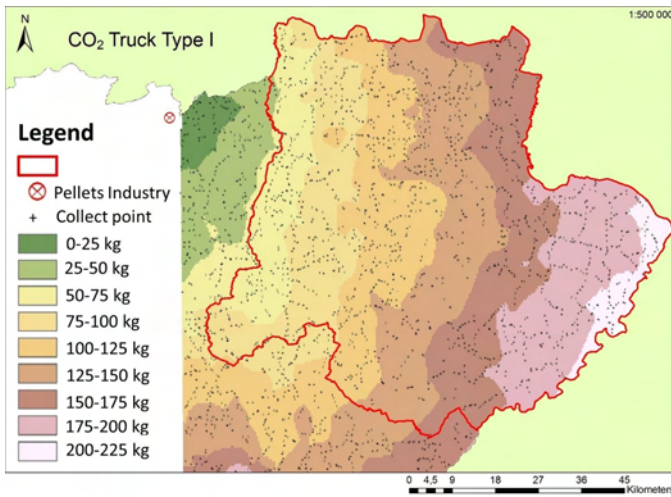 N
CO₂ Truck Type I
1:500 000
Legend
Pellets Industry
Collect point
0-25 kg
25-50 kg
50-75 kg
75-100 kg
100-125 kg
125-150 kg
150-175 kg
175-200 kg
200-225 kg
0 4,5 9 18 27 36 45
Kilometers